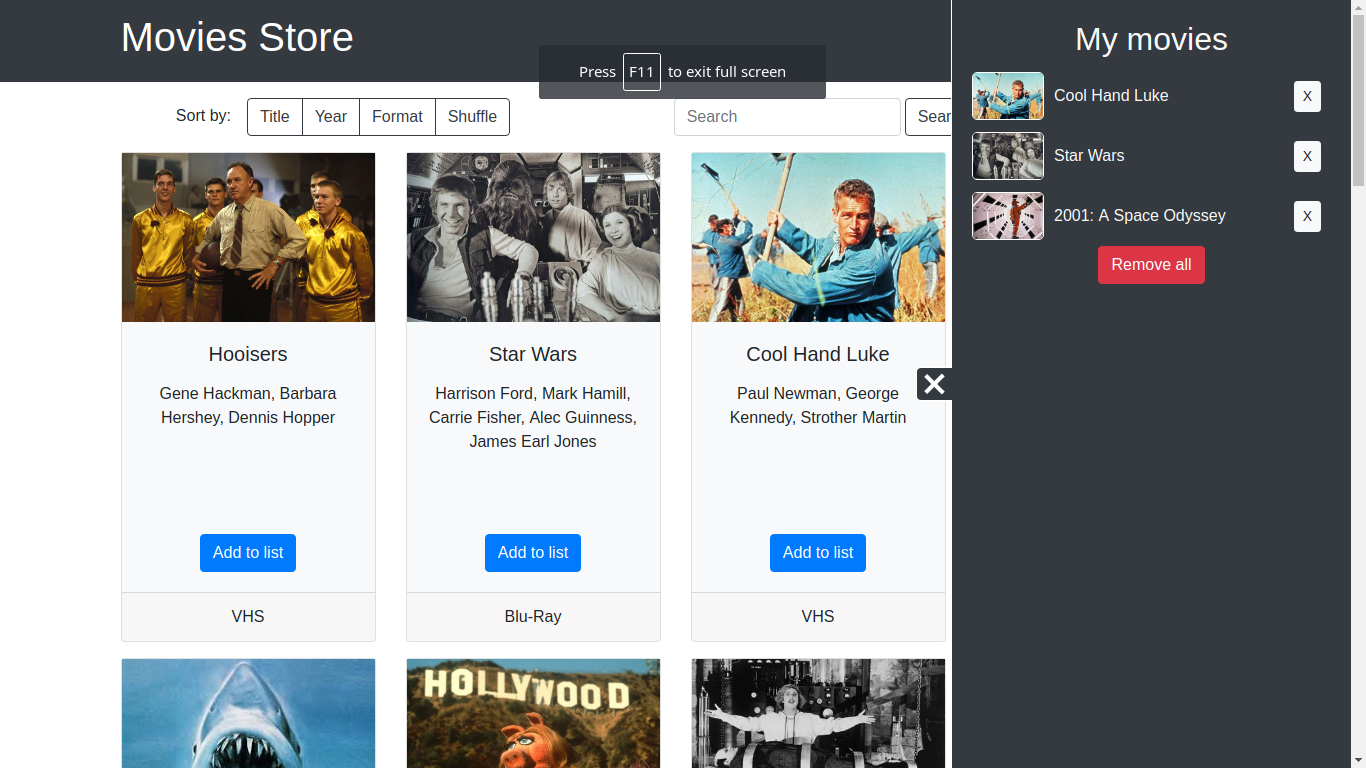 Movies Store
Press F11 to exit full screen
Sort by:
Title
Year
Format
Shuffle
Search
Sear
Hooisers
Gene Hackman, Barbara
Hershey, Dennis Hopper
Add to list
VHS
Star Wars
Harrison Ford, Mark Hamill,
Carrie Fisher, Alec Guinness,
James Earl Jones
Add to list
Blu-Ray
Cool Hand Luke
Paul Newman, George
Kennedy, Strother Martin
Add to list
VHS
HOLLYWOOD
My movies
Cool Hand Luke
X
Star Wars
X
2001: A Space Odyssey
X
Remove all